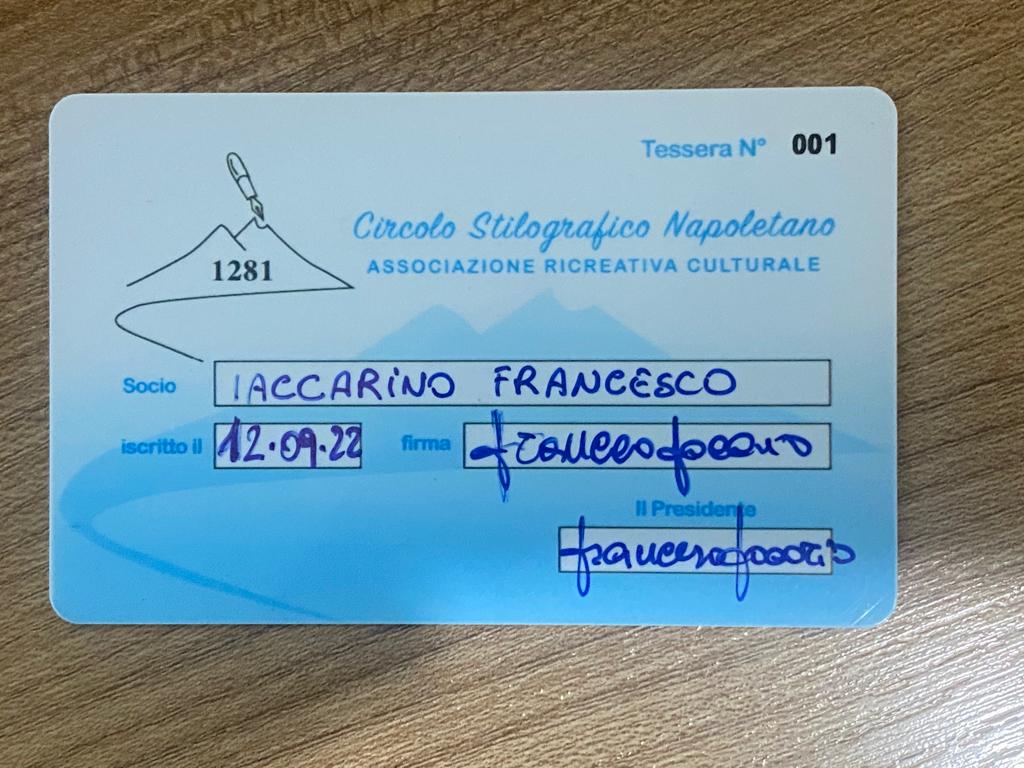 Tessera N° 001
1281
Circolo Stilografico Napoletano
ASSOCIAZIONE RICREATIVA CULTURALE
Socio IACCARINO FRANCESCO
iscritto il 12.09.22 firma
Il Presidente